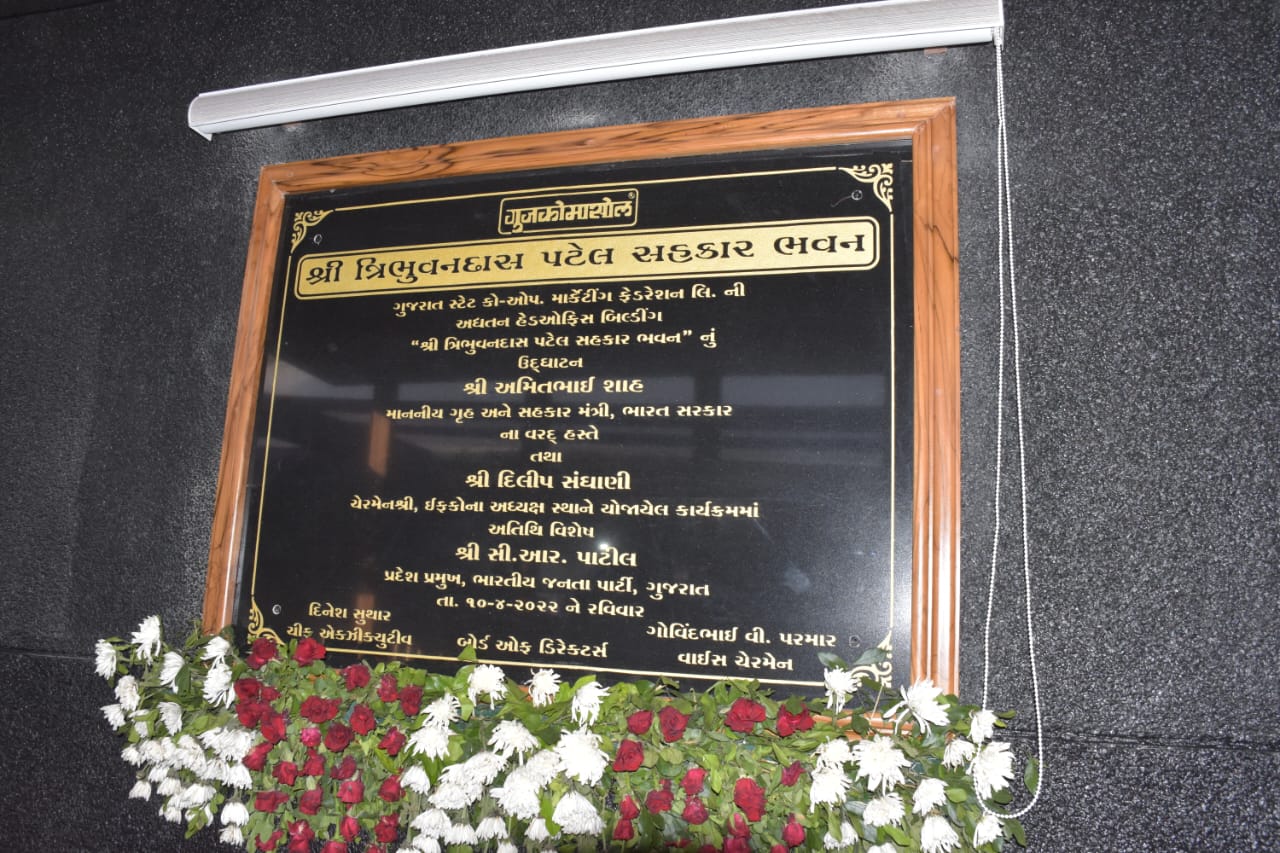 ગુજકોમાસોલ®
શ્રી ત્રિભુવનદાસ પટેલ સહકાર ભવન
ગુજરાત સ્ટેટ કો-ઓપ. માર્કેટીંગ ફેડરેશન લિ. ની
અદ્યતન હેડઓફિસ બિલ્ડીંગ
“શ્રી ત્રિભુવનદાસ પટેલ સહકાર ભવન” નું
ઉદ્‌ઘાટન
શ્રી અમિતભાઈ શાહ
માનનીય ગૃહ અને સહકાર મંત્રી, ભારત સરકાર
ના વરદ્ હસ્તે
તથા
શ્રી દિલીપ સંઘાણી
ચેરમેનશ્રી, ઈફકોના અધ્યક્ષ સ્થાને યોજાયેલ કાર્યક્રમમાં
અતિથિ વિશેષ
શ્રી સી.આર. પાટીલ
પ્રદેશ પ્રમુખ, ભારતીય જનતા પાર્ટી, ગુજરાત
તા. ૧૦-૪-૨૦૨૨ ને રવિવાર
દિનેશ સુથાર
ચીફ એક્ઝીક્યુટીવ
બોર્ડ ઓફ ડિરેક્ટર્સ
ગોવિંદભાઈ વી. પરમાર
વાઈસ ચેરમેન